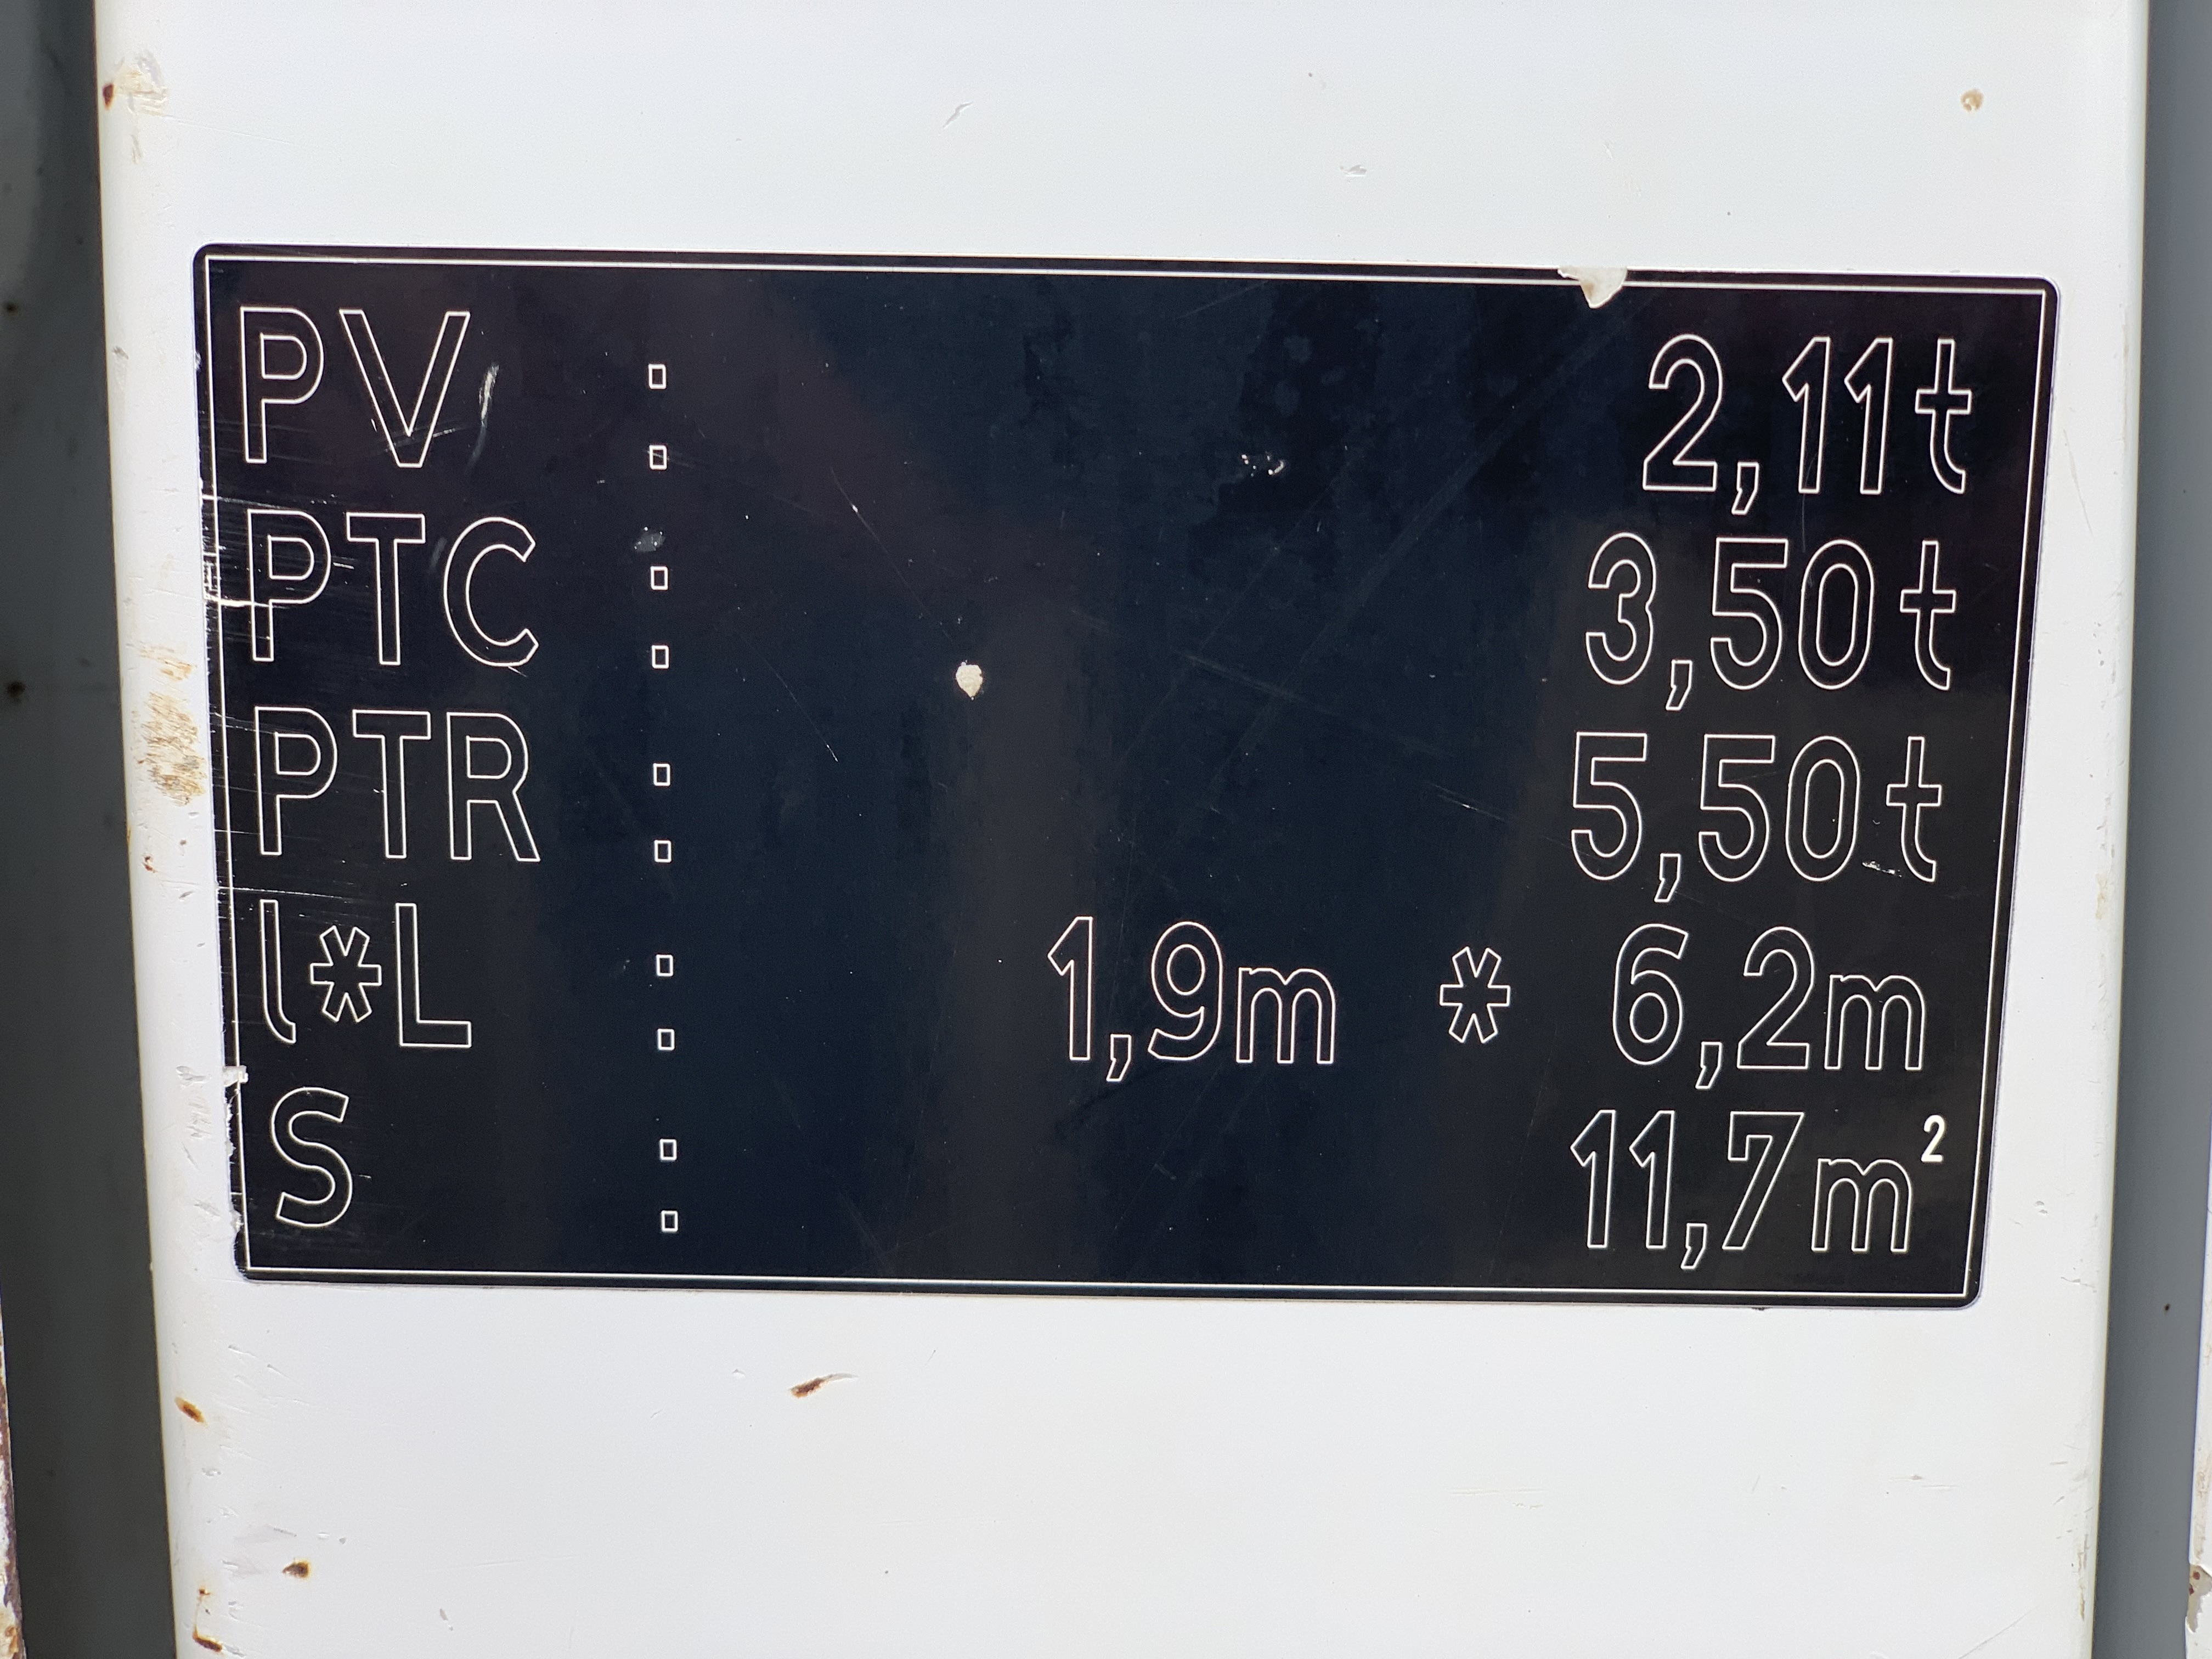 PV : 2,11t
PTC : 3,50t
PTR : 5,50t
l*L : 1,9m * 6,2m
S : 11,7m²